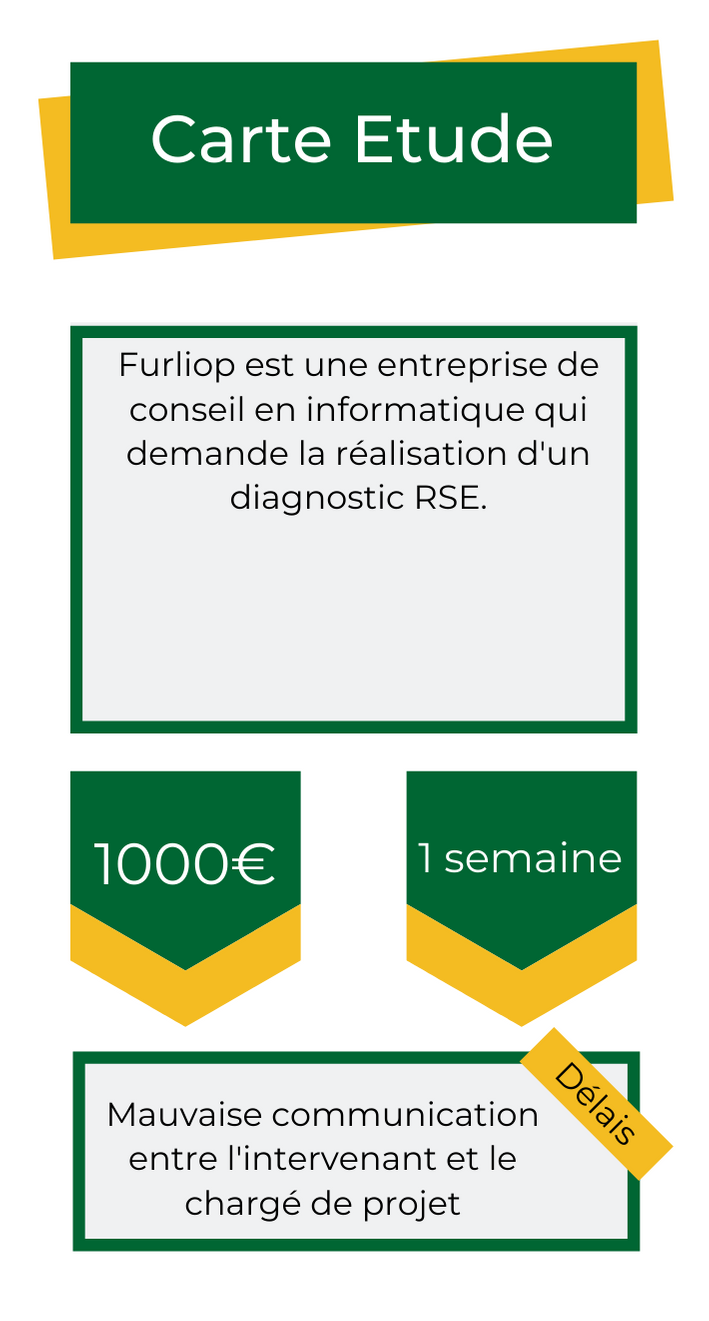 Carte Etude
Furliop est une entreprise de
conseil en informatique qui
demande la réalisation d'un
diagnostic RSE.
1000€
1 semaine
Délais
Mauvaise communication
entre l'intervenant et le
chargé de projet